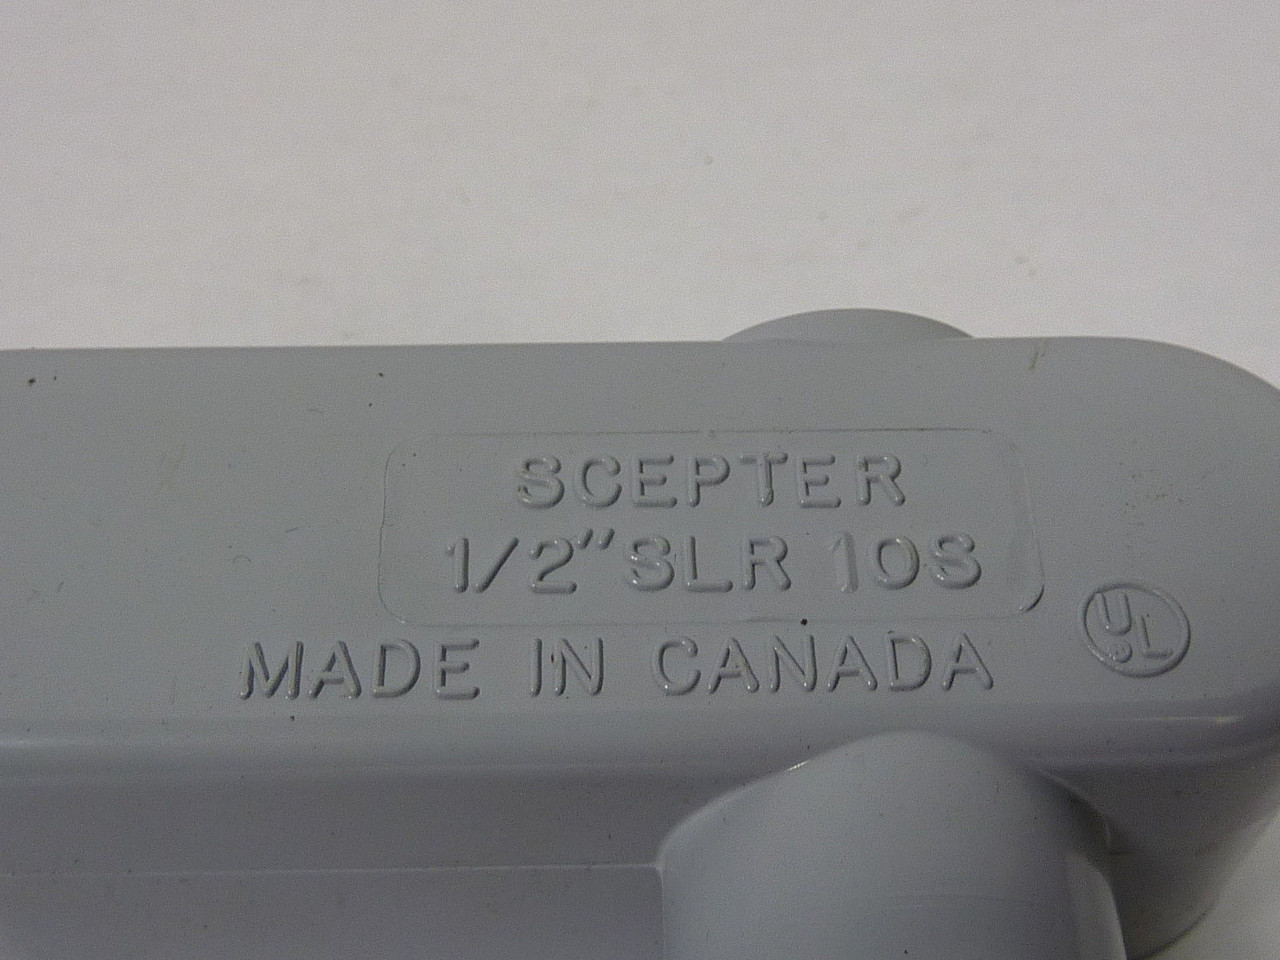 SCEPTER
1/2" SLR 10S
MADE IN CANADA
UL